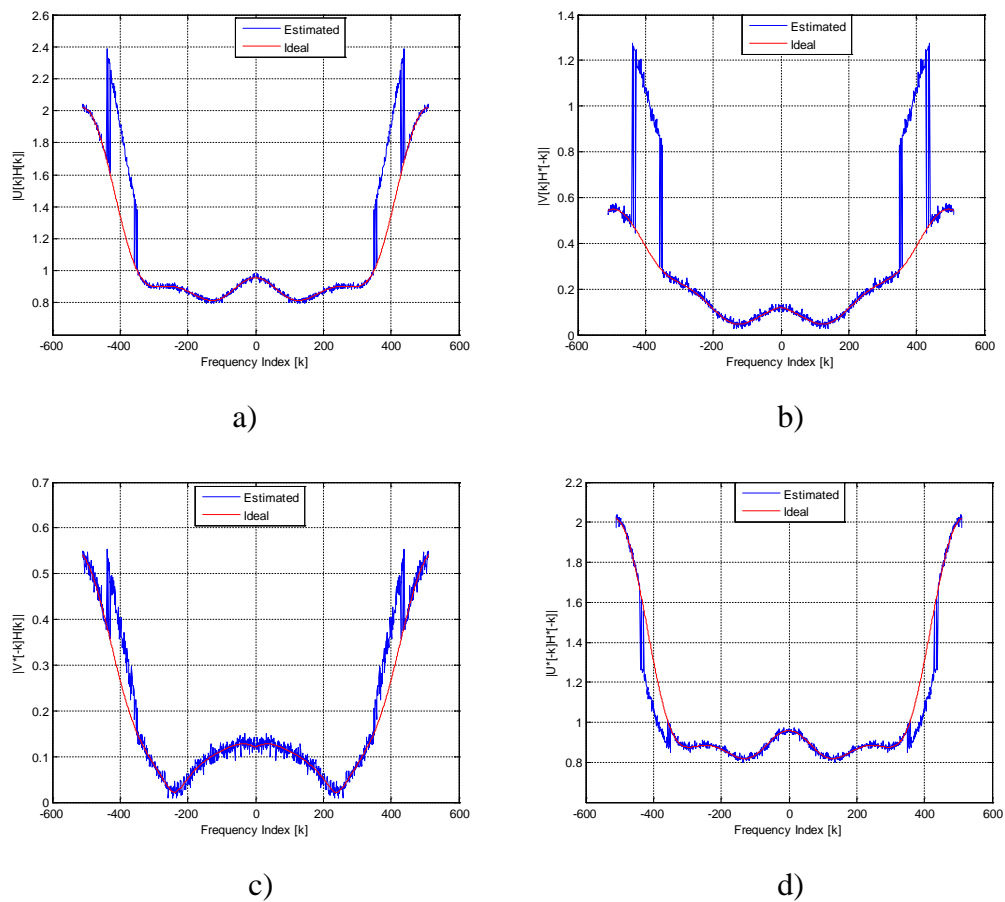 2.6
2.4
2.2
2
1.8
1.6
1.4
1.2
1
0.8
|U[k]H[k]|
Estimated
Ideal
-600 -400 -200 0 200 400 600
Frequency Index [k]
a)
1.4
1.2
1
0.8
0.6
0.4
0.2
0
|V[k]H*[-k]|
Estimated
Ideal
-600 -400 -200 0 200 400 600
Frequency Index [k]
b)
0.7
0.6
0.5
0.4
0.3
0.2
0.1
0
|V*[-k]H[k]|
Estimated
Ideal
-600 -400 -200 0 200 400 600
Frequency Index [k]
c)
2.2
2
1.8
1.6
1.4
1.2
1
0.8
|U*[-k]H*[-k]|
Estimated
Ideal
-600 -400 -200 0 200 400 600
Frequency Index [k]
d)